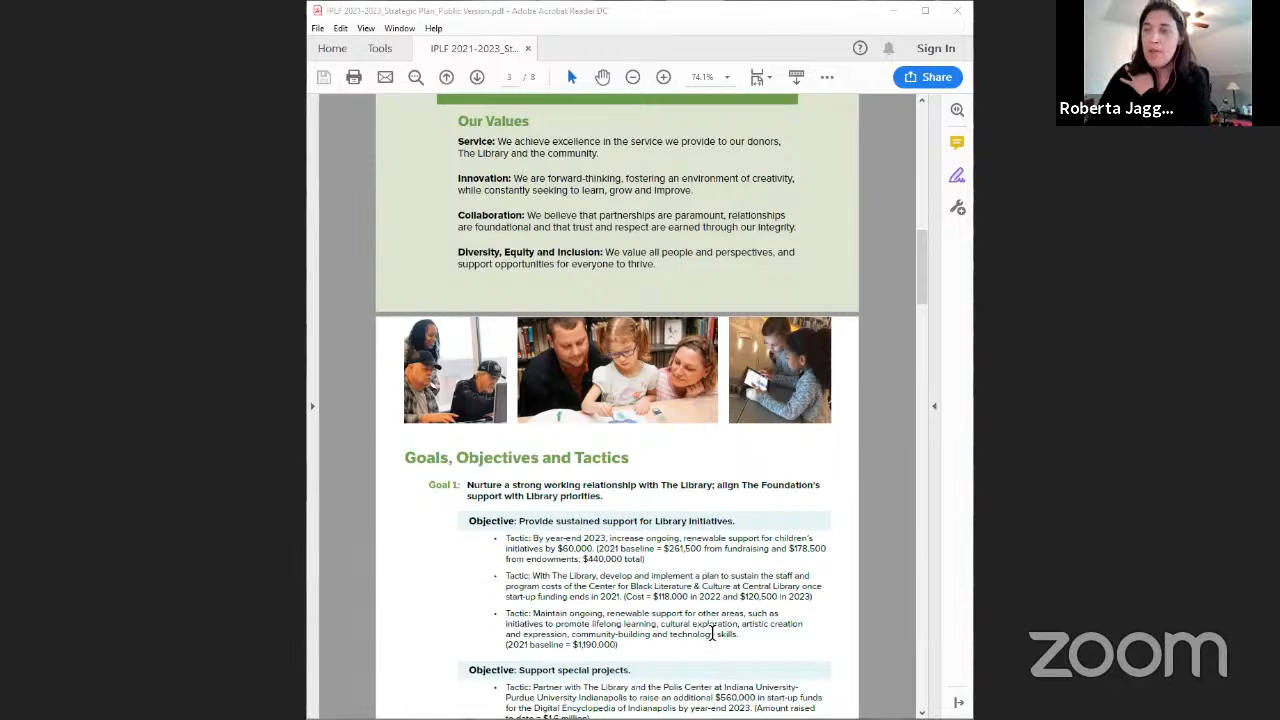 IPLF 2021-2023_Strategic Plan_Public Version.pdf - Adobe Acrobat Reader DC
File Edit View Window Help
Home Tools IPLF 2021-2023_St... × Sign In
3 / 8 74.1% Share
Roberta Jagg...
Our Values
Service: We achieve excellence in the service we provide to our donors,
The Library and the community.
Innovation: We are forward-thinking, fostering an environment of creativity,
while constantly seeking to learn, grow and improve.
Collaboration: We believe that partnerships are paramount, relationships
are foundational and that trust and respect are earned through our integrity.
Diversity, Equity and Inclusion: We value all people and perspectives, and
support opportunities for everyone to thrive.
Goals, Objectives and Tactics
Goal 1: Nurture a strong working relationship with The Library; align The Foundation's
support with Library priorities.
Objective: Provide sustained support for Library initiatives.
• Tactic: By year-end 2023, increase ongoing, renewable support for children's
initiatives by $60,000. (2021 baseline = $261,500 from fundraising and $178,500
from endowments; $440,000 total)
• Tactic: With The Library, develop and implement a plan to sustain the staff and
program costs of the Center for Black Literature & Culture at Central Library once
start-up funding ends in 2021. (Cost = $118,000 in 2022 and $120,500 in 2023)
• Tactic: Maintain ongoing, renewable support for other areas, such as
initiatives to promote lifelong learning, cultural exploration, artistic creation
and expression, community-building and technology skills.
(2021 baseline = $1,190,000)
Objective: Support special projects.
• Tactic: Partner with The Library and the Polis Center at Indiana University-
Purdue University Indianapolis to raise an additional $560,000 in start-up funds
for the Digital Encyclopedia of Indianapolis by year-end 2023. (Amount raised
to date = $1.6 million)
zoom